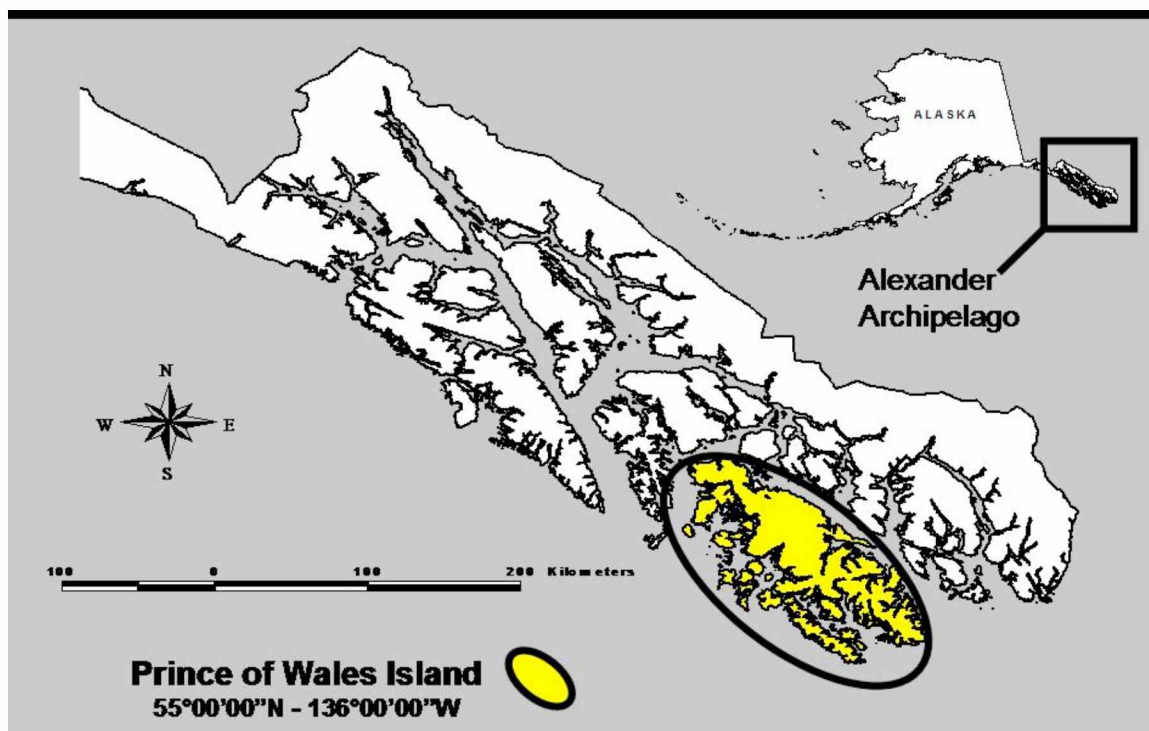 ALASKA
Alexander
Archipelago
N
W E
S
100 0 100 200 Kilometers
Prince of Wales Island
55°00’00”N - 136°00’00”W